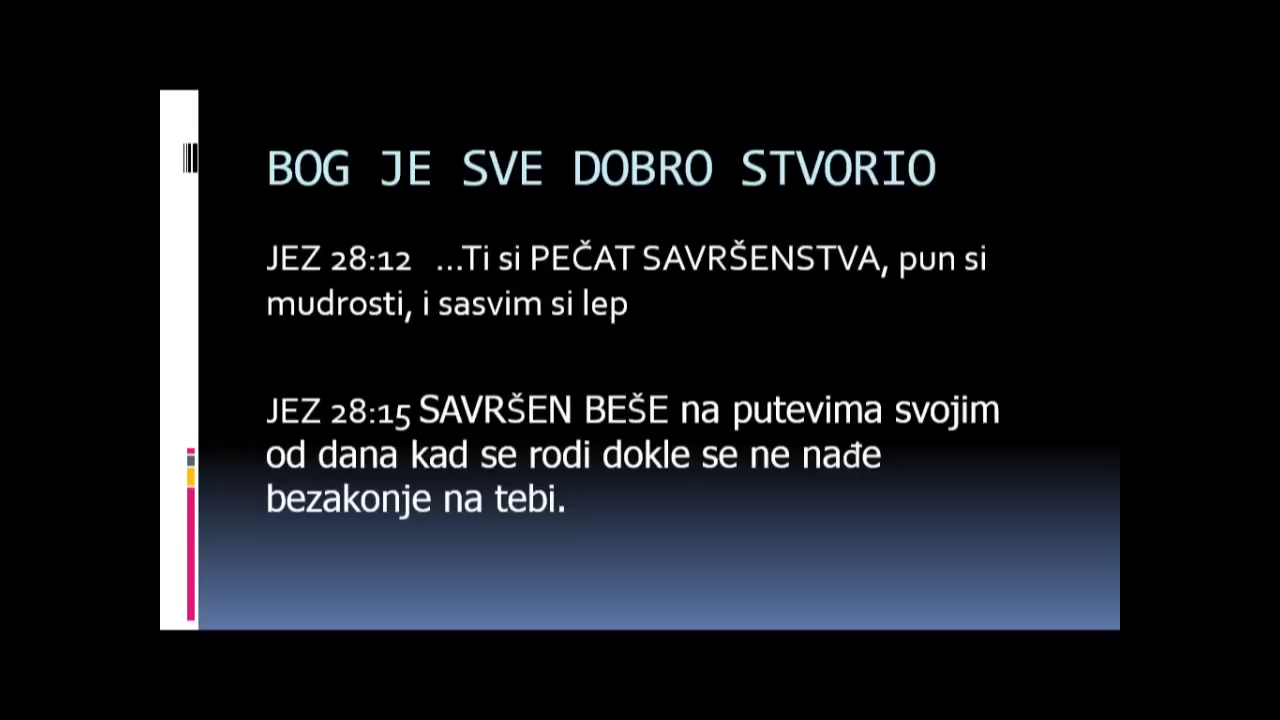 BOG JE SVE DOBRO STVORIO
JEZ 28:12 ...Ti si PEČAT SAVRŠENSTVA, pun si
mudrosti, i sasvim si lep
JEZ 28:15 SAVRŠEN BEŠE na putevima svojim
od dana kad se rodi dokle se ne nađe
bezakonje na tebi.